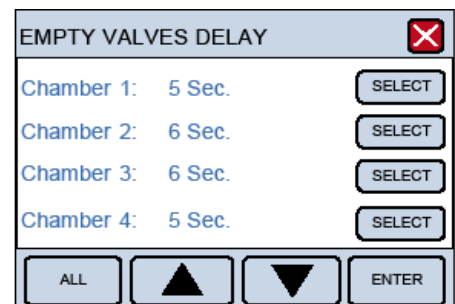 EMPTY VALVES DELAY
Chamber 1: 5 Sec. SELECT
Chamber 2: 6 Sec. SELECT
Chamber 3: 6 Sec. SELECT
Chamber 4: 5 Sec. SELECT
ALL ENTER